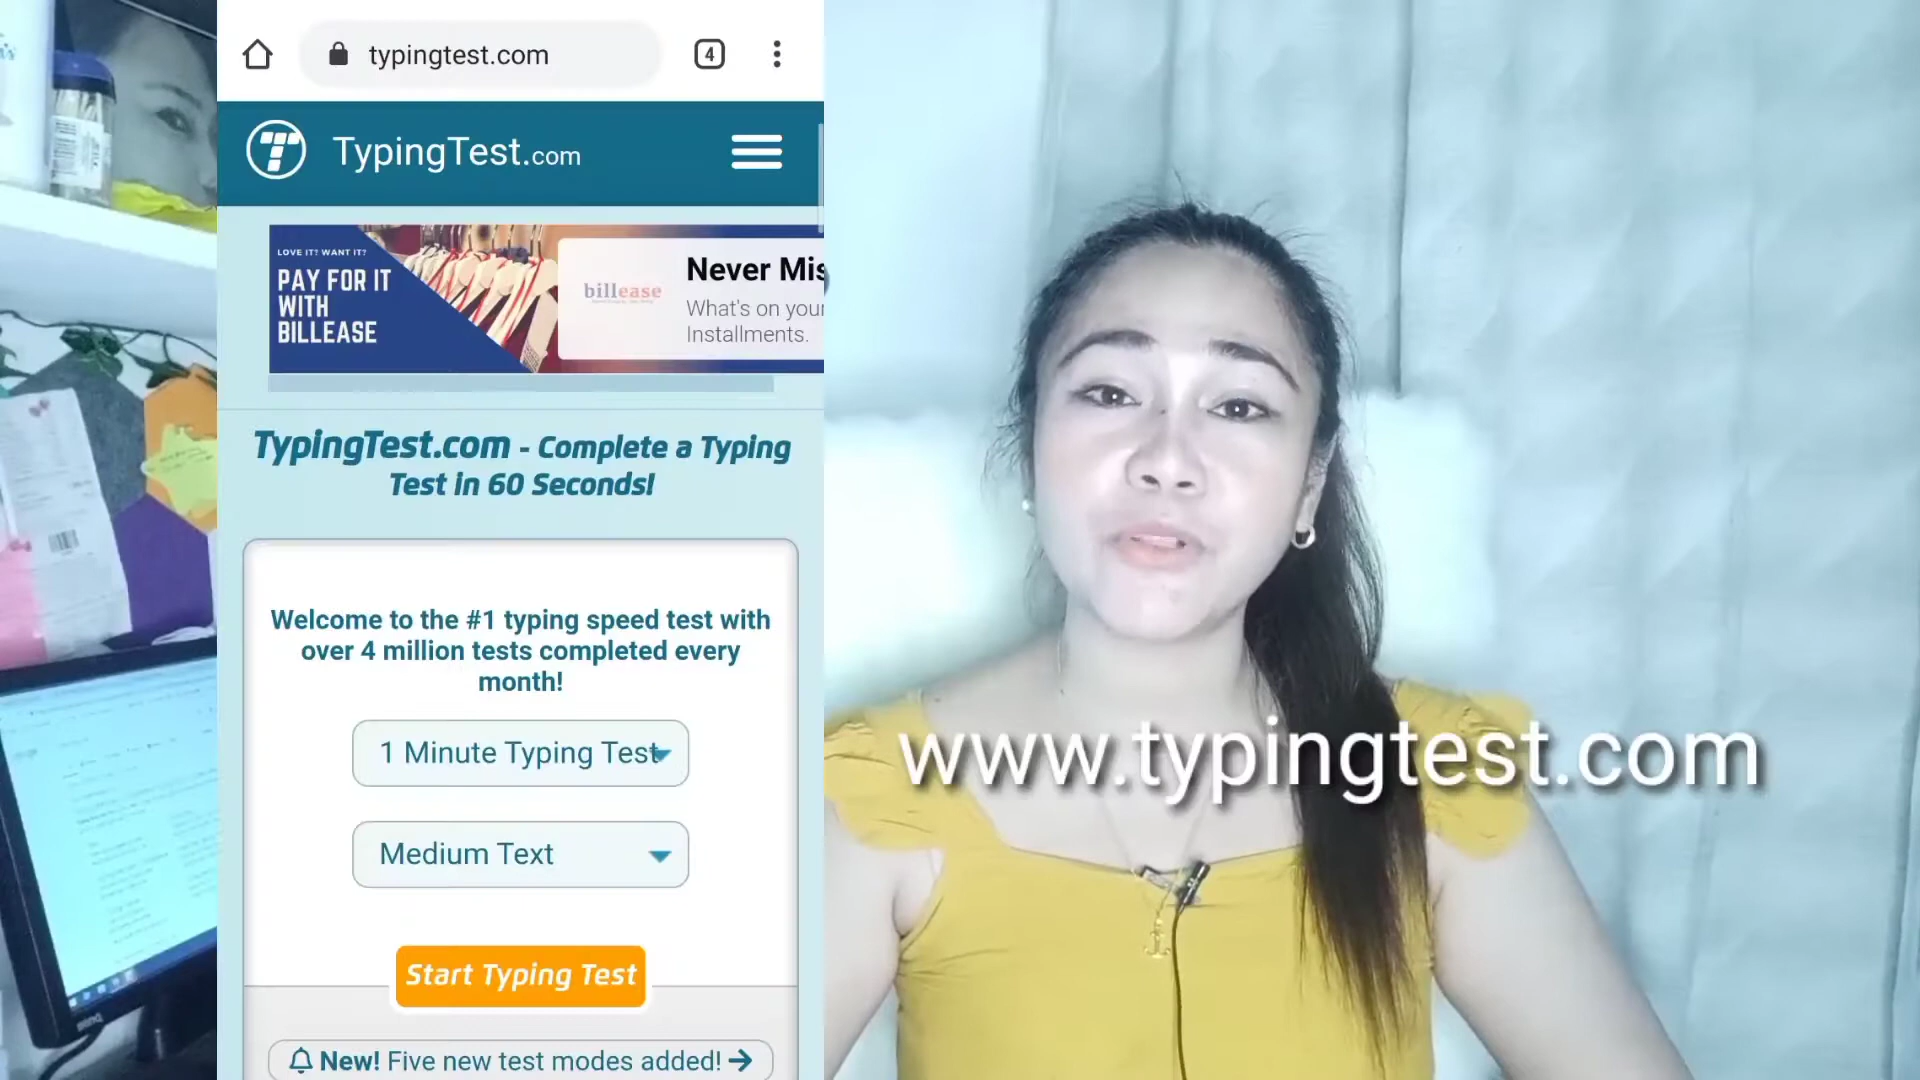 typingtest.com
4
TypingTest.com
LOVE IT? WANT IT?
PAY FOR IT
WITH
BILLEASE
billease
Never Mis
What's on your
Installments.
TypingTest.com - Complete a Typing
Test in 60 Seconds!
Welcome to the #1 typing speed test with
over 4 million tests completed every
month!
1 Minute Typing Test
Medium Text
Start Typing Test
New! Five new test modes added!
www.typingtest.com